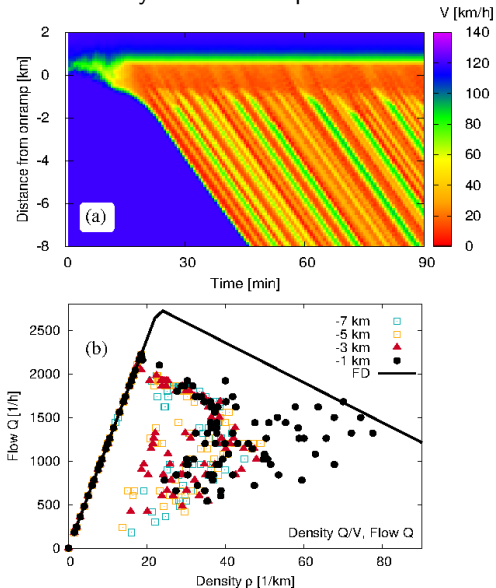 V [km/h]
Distance from onramp [km]
2
0
-2
-4
-6
-8
(a)
0
30
60
90
Time [min]
140
120
100
80
60
40
20
0
(b)
Flow Q [1/h]
2500
2000
1500
1000
500
0
-7 km
-5 km
-3 km
-1 km
FD
Density Q/V, Flow Q
0
20
40
60
80
Density ρ [1/km]